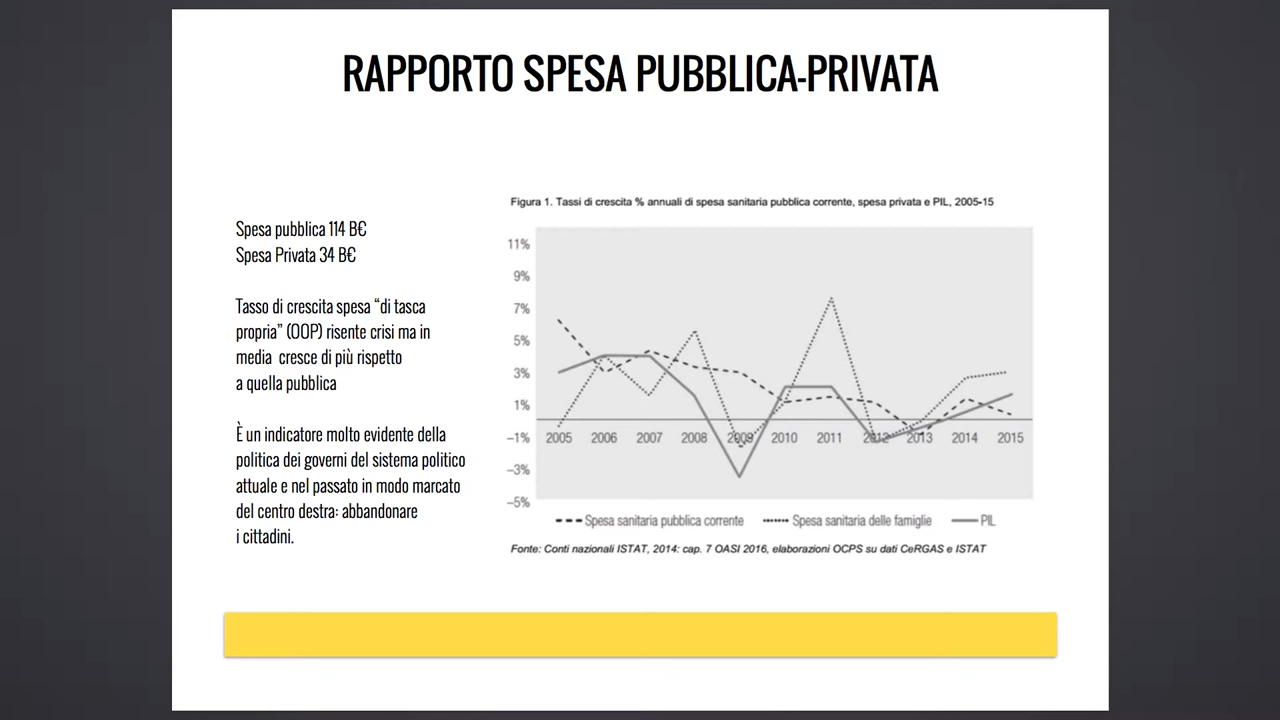 RAPPORTO SPESA PUBBLICA-PRIVATA
Spesa pubblica 114 B€
Spesa Privata 34 B€
Tasso di crescita spesa “di tasca
propria” (OOP) risente crisi ma in
media cresce di più rispetto
a quella pubblica
È un indicatore molto evidente della
politica dei governi del sistema politico
attuale e nel passato in modo marcato
del centro destra: abbandonare
i cittadini.
Figura 1. Tassi di crescita % annuali di spesa sanitaria pubblica corrente, spesa privata e PIL, 2005-15
11%
9%
7%
5%
3%
1%
–1%
–3%
–5%
2005 2006 2007 2008 2009 2010 2011 2012 2013 2014 2015
Spesa sanitaria pubblica corrente Spesa sanitaria delle famiglie PIL
Fonte: Conti nazionali ISTAT, 2014: cap. 7 OASI 2016, elaborazioni OCPS su dati CeRGAS e ISTAT